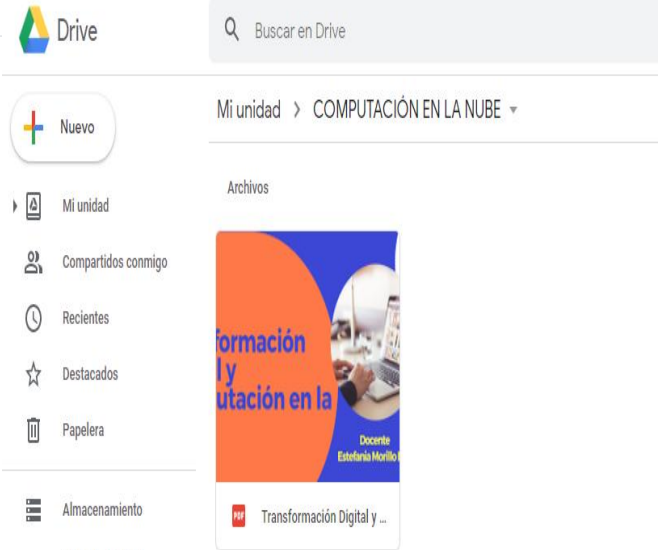 Drive
Buscar en Drive
Nuevo
Mi unidad > COMPUTACIÓN EN LA NUBE
Archivos
Mi unidad
Compartidos conmigo
Recientes
Destacados
Papelera
Almacenamiento
formación
l y
utación en la
Docente
Estefania Morillo
PDF
Transformación Digital y ...